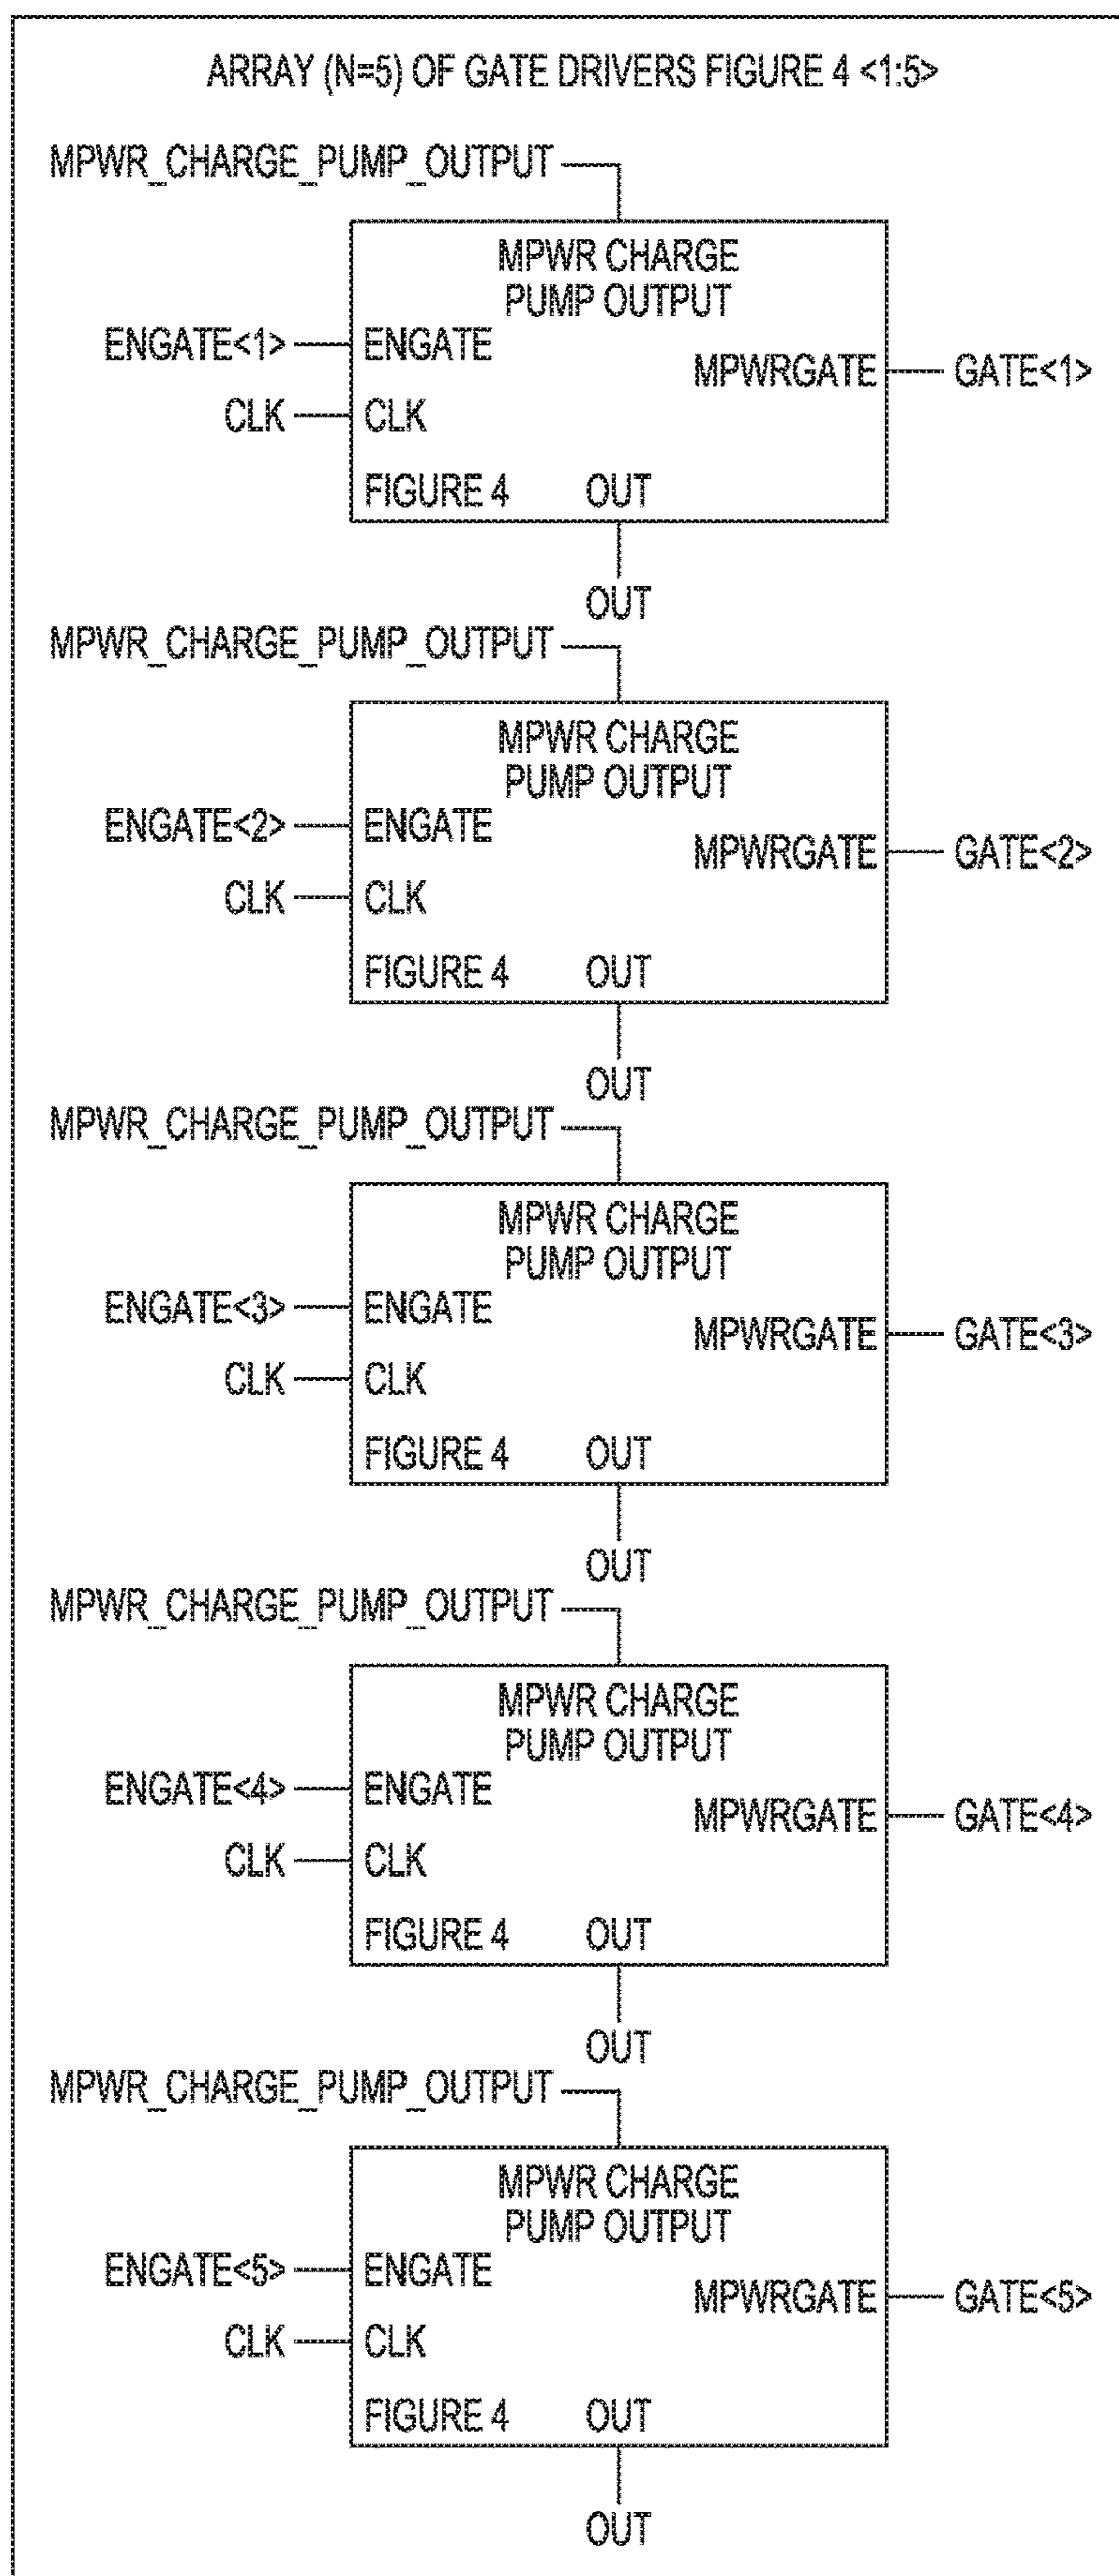 ARRAY (N=5) OF GATE DRIVERS FIGURE 4 <1:5>
MPWR_CHARGE_PUMP_OUTPUT
MPWR CHARGE
PUMP OUTPUT
ENGATE<1> ENGATE
MPWRGATE GATE<1>
CLK CLK
FIGURE 4 OUT
OUT
MPWR_CHARGE_PUMP_OUTPUT
MPWR CHARGE
PUMP OUTPUT
ENGATE<2> ENGATE
MPWRGATE GATE<2>
CLK CLK
FIGURE 4 OUT
OUT
MPWR_CHARGE_PUMP_OUTPUT
MPWR CHARGE
PUMP OUTPUT
ENGATE<3> ENGATE
MPWRGATE GATE<3>
CLK CLK
FIGURE 4 OUT
OUT
MPWR_CHARGE_PUMP_OUTPUT
MPWR CHARGE
PUMP OUTPUT
ENGATE<4> ENGATE
MPWRGATE GATE<4>
CLK CLK
FIGURE 4 OUT
OUT
MPWR_CHARGE_PUMP_OUTPUT
MPWR CHARGE
PUMP OUTPUT
ENGATE<5> ENGATE
MPWRGATE GATE<5>
CLK CLK
FIGURE 4 OUT
OUT